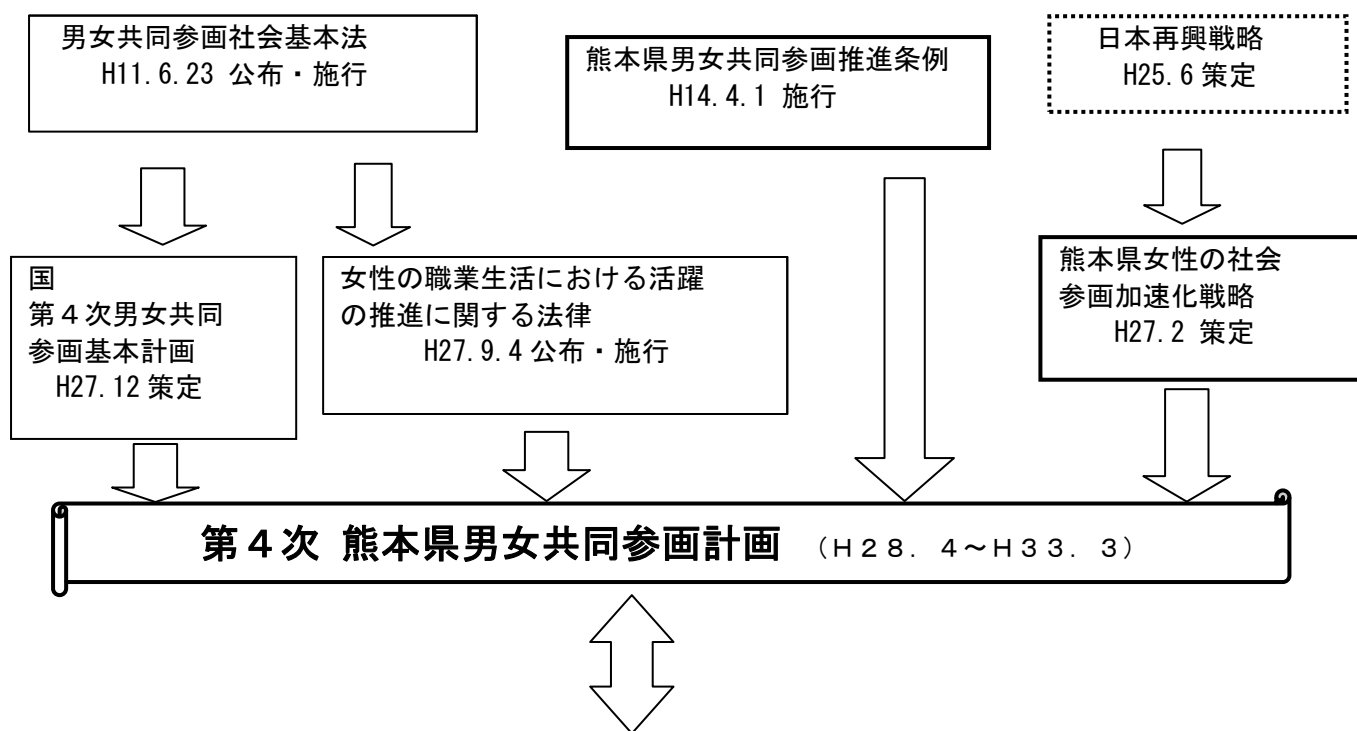 男女共同参画社会基本法
H11.6.23 公布・施行
熊本県男女共同参画推進条例
H14.4.1 施行
日本再興戦略
H25.6 策定
国
第4次男女共同
参画基本計画
H27.12 策定
女性の職業生活における活躍
の推進に関する法律
H27.9.4 公布・施行
熊本県女性の社会
参画加速化戦略
H27.2 策定
第4次 熊本県男女共同参画計画 （H28.4～H33.3）